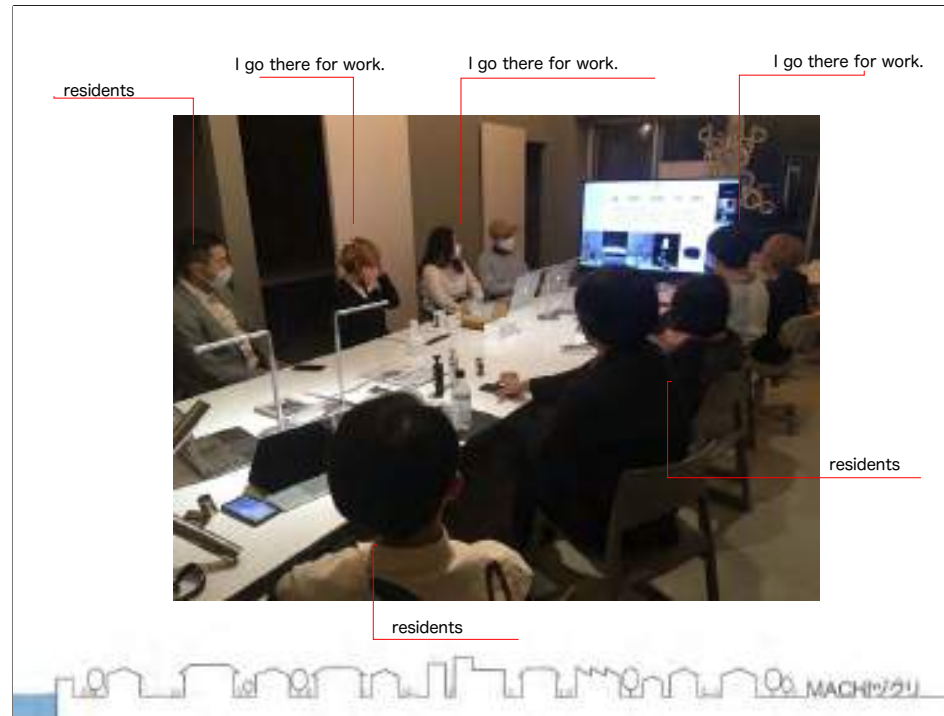 I go there for work.
I go there for work.
I go there for work.
residents
residents
residents
MACHIヅクリ